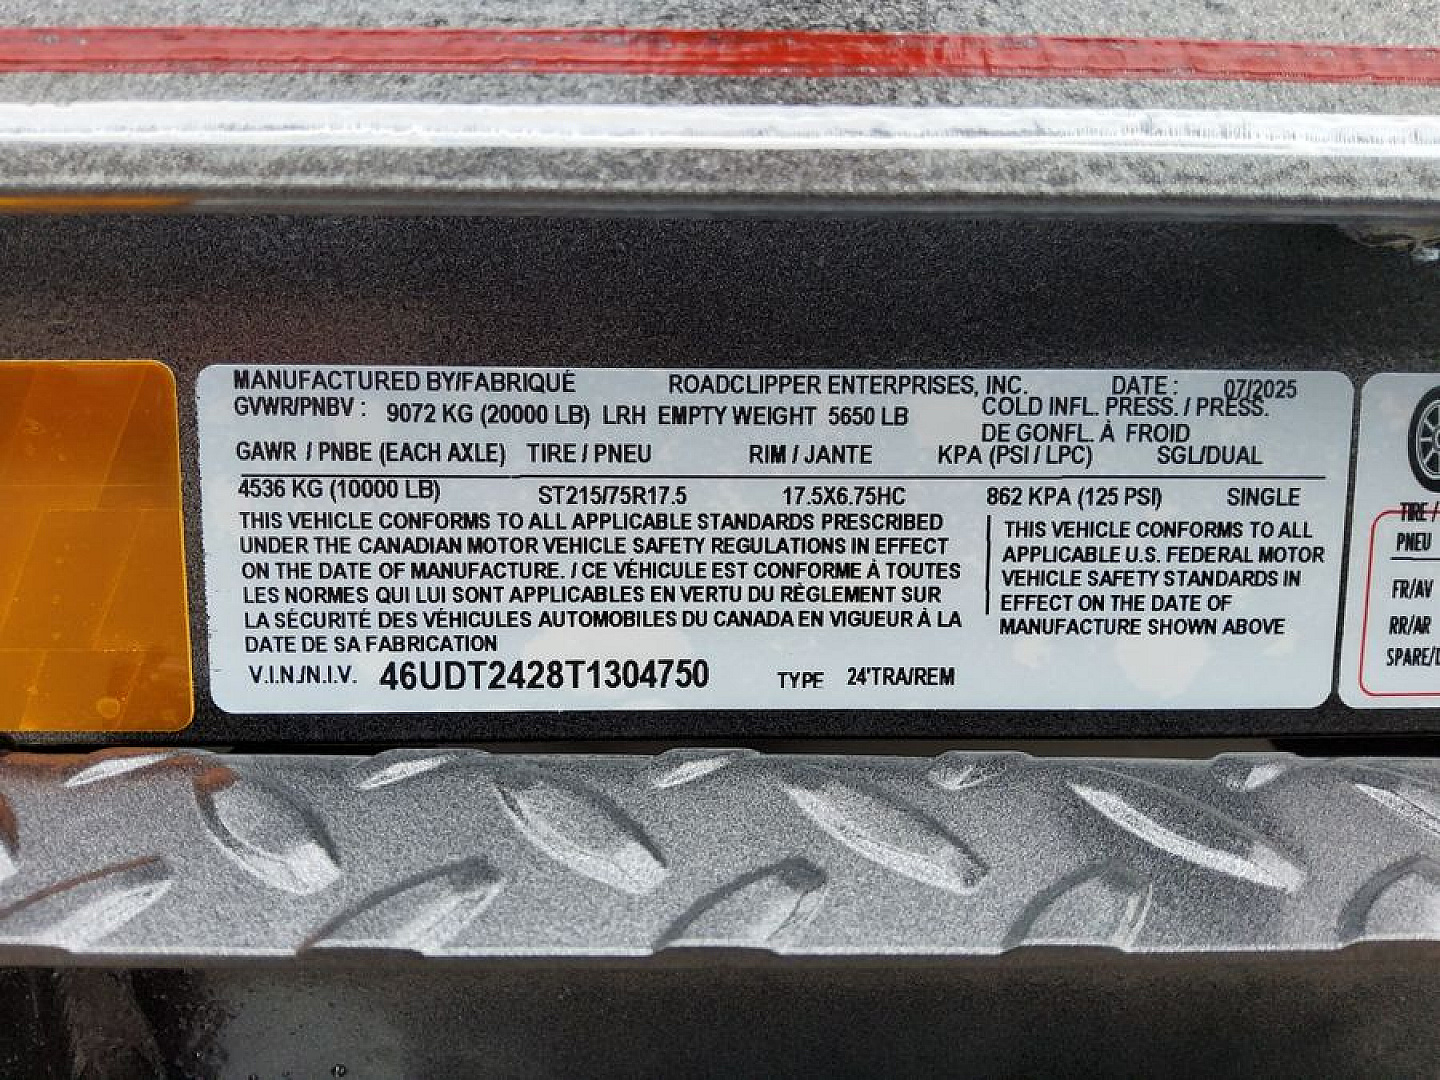 MANUFACTURED BY/FABRIQUÉ ROADCLIPPER ENTERPRISES, INC. DATE : 07/2025
GVWR/PNBV : 9072 KG (20000 LB) LRH EMPTY WEIGHT 5650 LB COLD INFL. PRESS. / PRESS.
DE GONFL. À FROID
GAWR / PNBE (EACH AXLE) TIRE / PNEU RIM / JANTE KPA (PSI / LPC) SGL/DUAL
4536 KG (10000 LB) ST215/75R17.5 17.5X6.75HC 862 KPA (125 PSI) SINGLE
THIS VEHICLE CONFORMS TO ALL APPLICABLE STANDARDS PRESCRIBED
UNDER THE CANADIAN MOTOR VEHICLE SAFETY REGULATIONS IN EFFECT
ON THE DATE OF MANUFACTURE. / CE VÉHICULE EST CONFORME À TOUTES
LES NORMES QUI LUI SONT APPLICABLES EN VERTU DU RÈGLEMENT SUR
LA SÉCURITÉ DES VÉHICULES AUTOMOBILES DU CANADA EN VIGUEUR À LA
DATE DE SA FABRICATION
THIS VEHICLE CONFORMS TO ALL
APPLICABLE U.S. FEDERAL MOTOR
VEHICLE SAFETY STANDARDS IN
EFFECT ON THE DATE OF
MANUFACTURE SHOWN ABOVE
V.I.N./N.I.V. 46UDT2428T1304750 TYPE 24'TRA/REM
TIRE /
PNEU
FR/AV
RR/AR
SPARE/D